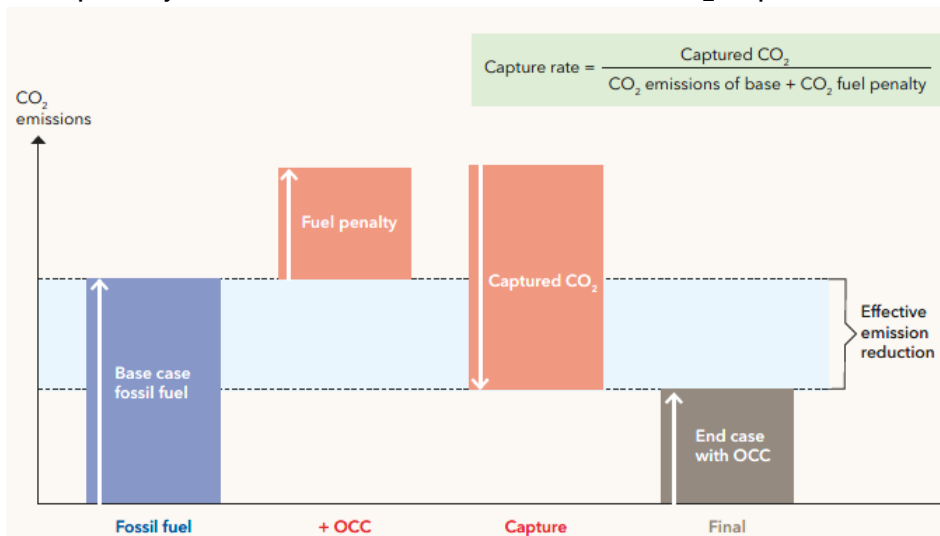 Capture rate = Captured CO₂ / CO₂ emissions of base + CO₂ fuel penalty
CO₂
emissions
Fuel penalty
Captured CO₂
Effective
emission
reduction
Base case
fossil fuel
End case
with OCC
Fossil fuel
+ OCC
Capture
Final